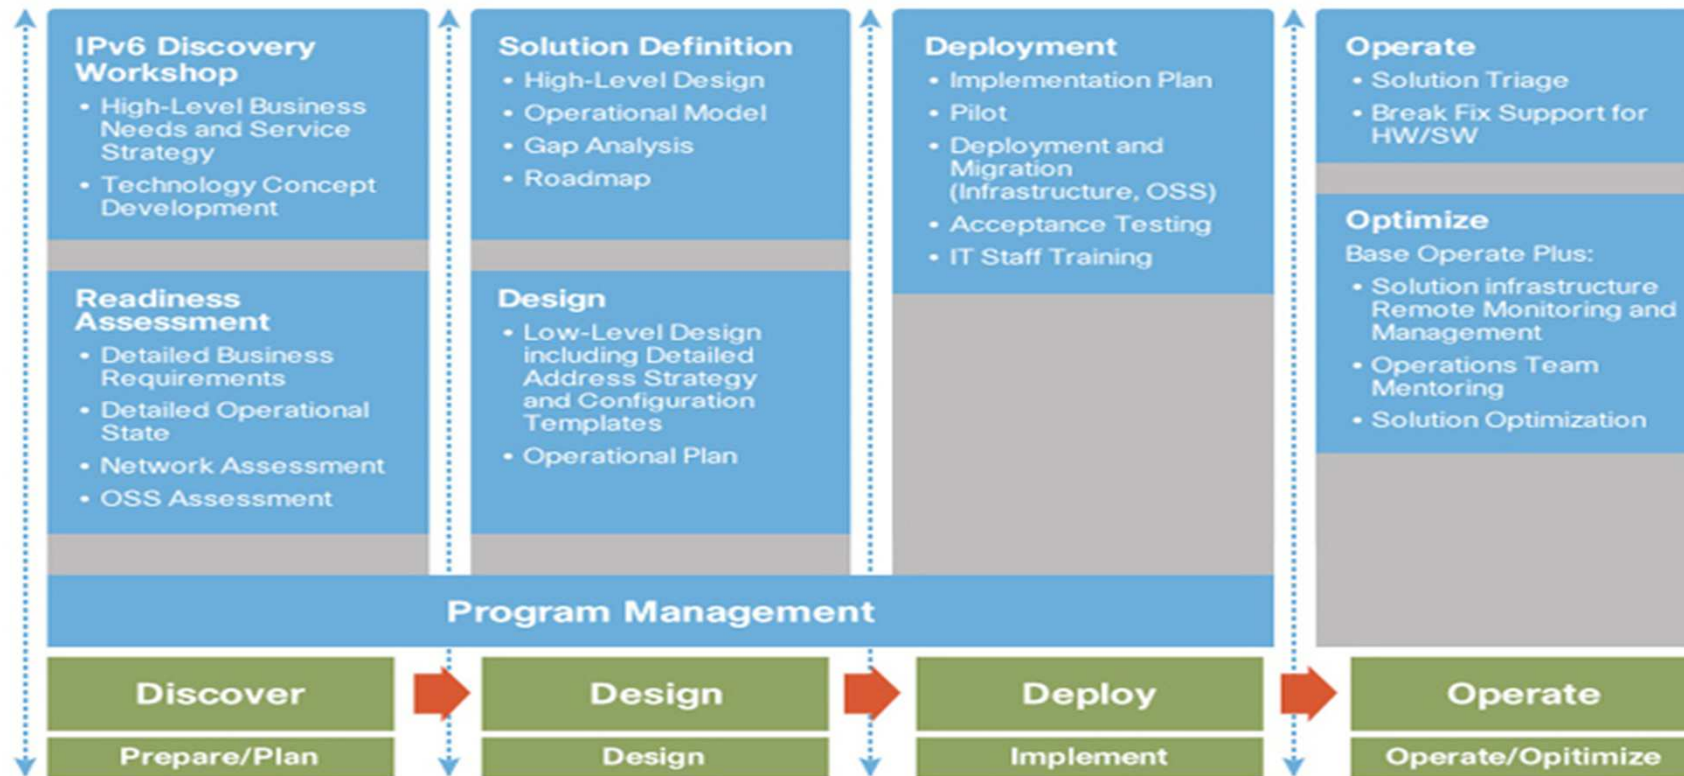 IPv6 Discovery
Workshop
• High-Level Business
Needs and Service
Strategy
• Technology Concept
Development
Readiness
Assessment
• Detailed Business
Requirements
• Detailed Operational
State
• Network Assessment
• OSS Assessment
Solution Definition
• High-Level Design
• Operational Model
• Gap Analysis
• Roadmap
Design
• Low-Level Design
including Detailed
Address Strategy
and Configuration
Templates
• Operational Plan
Deployment
• Implementation Plan
• Pilot
• Deployment and
Migration
(Infrastructure, OSS)
• Acceptance Testing
• IT Staff Training
Operate
• Solution Triage
• Break Fix Support for
HW/SW
Optimize
Base Operate Plus:
• Solution infrastructure
Remote Monitoring and
Management
• Operations Team
Mentoring
• Solution Optimization
Program Management
Discover
Design
Deploy
Operate
Prepare/Plan
Design
Implement
Operate/Opitimize